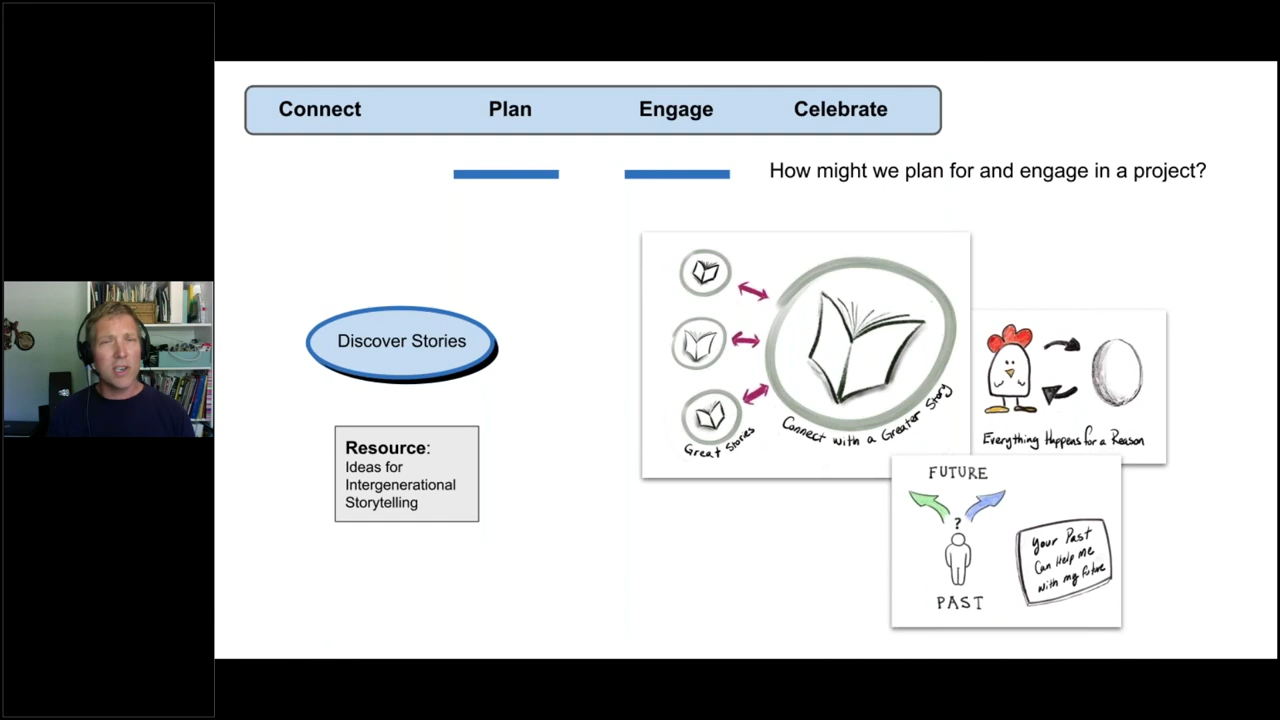 Connect Plan Engage Celebrate
How might we plan for and engage in a project?
Discover Stories
Resource:
Ideas for
Intergenerational
Storytelling
Great Stories
Connect with a Greater Story
Everything Happens for a Reason
FUTURE
?
PAST
Your Past
Can Help me
with my future